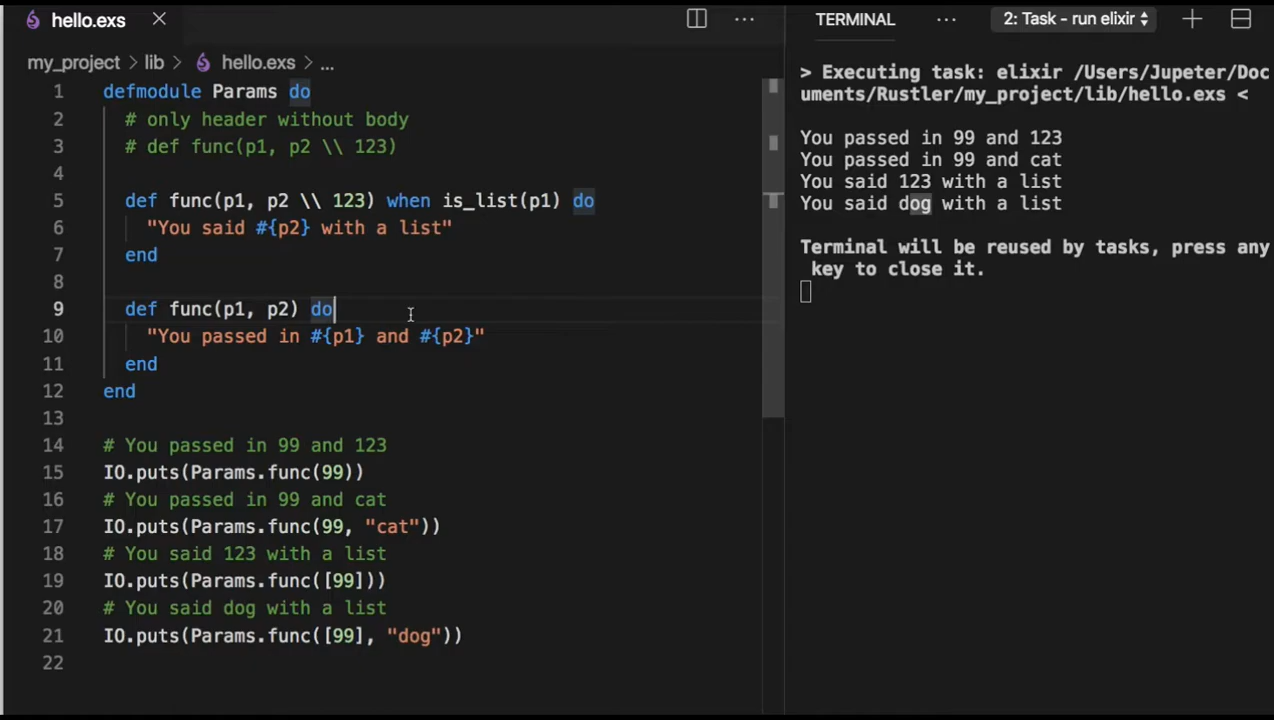 hello.exs
my_project > lib > hello.exs > ...
1 defmodule Params do
2 # only header without body
3 # def func(p1, p2 \\ 123)
4
5 def func(p1, p2 \\ 123) when is_list(p1) do
6 "You said #{p2} with a list"
7 end
8
9 def func(p1, p2) do
10 "You passed in #{p1} and #{p2}"
11 end
12 end
13
14 # You passed in 99 and 123
15 IO.puts(Params.func(99))
16 # You passed in 99 and cat
17 IO.puts(Params.func(99, "cat"))
18 # You said 123 with a list
19 IO.puts(Params.func([99]))
20 # You said dog with a list
21 IO.puts(Params.func([99], "dog"))
22
TERMINAL ... 2: Task - run elixir
> Executing task: elixir /Users/Jupeter/Doc
uments/Rustler/my_project/lib/hello.exs <
You passed in 99 and 123
You passed in 99 and cat
You said 123 with a list
You said dog with a list
Terminal will be reused by tasks, press any
key to close it.